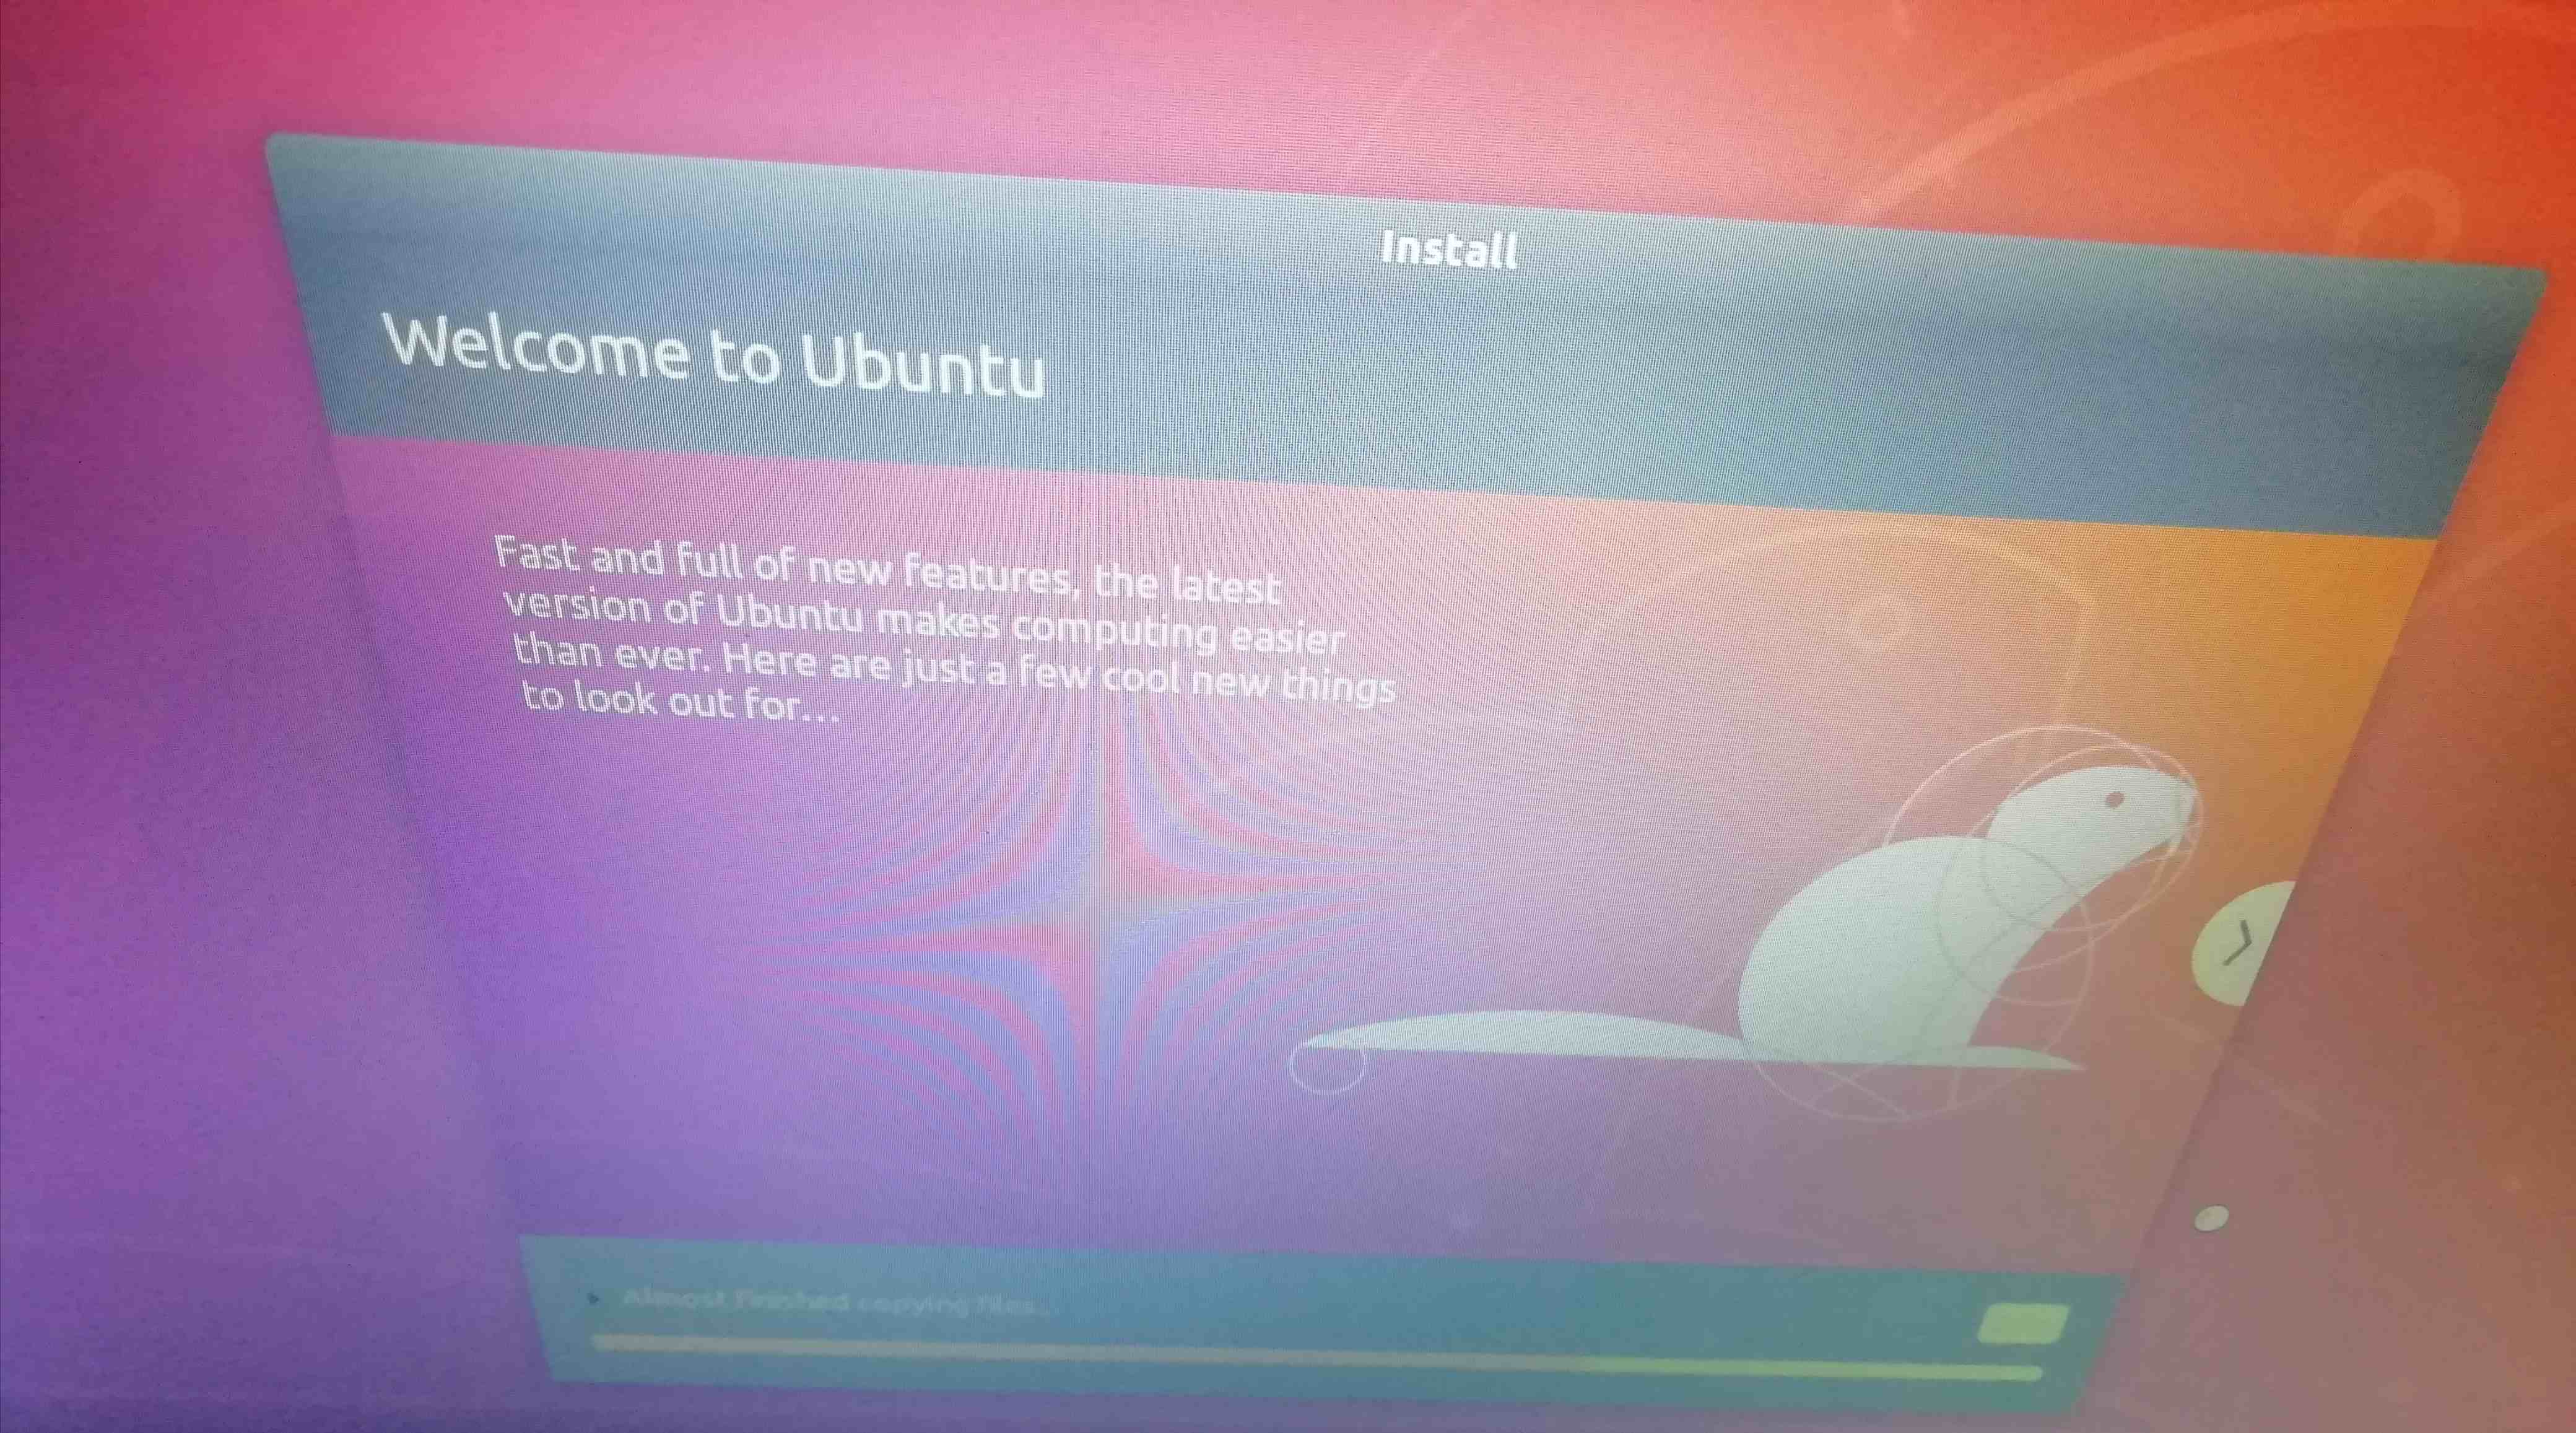 Install
Welcome to Ubuntu
Fast and full of new features, the latest
version of Ubuntu makes computing easier
than ever. Here are just a few cool new things
to look out for...
Almost finished copying files...